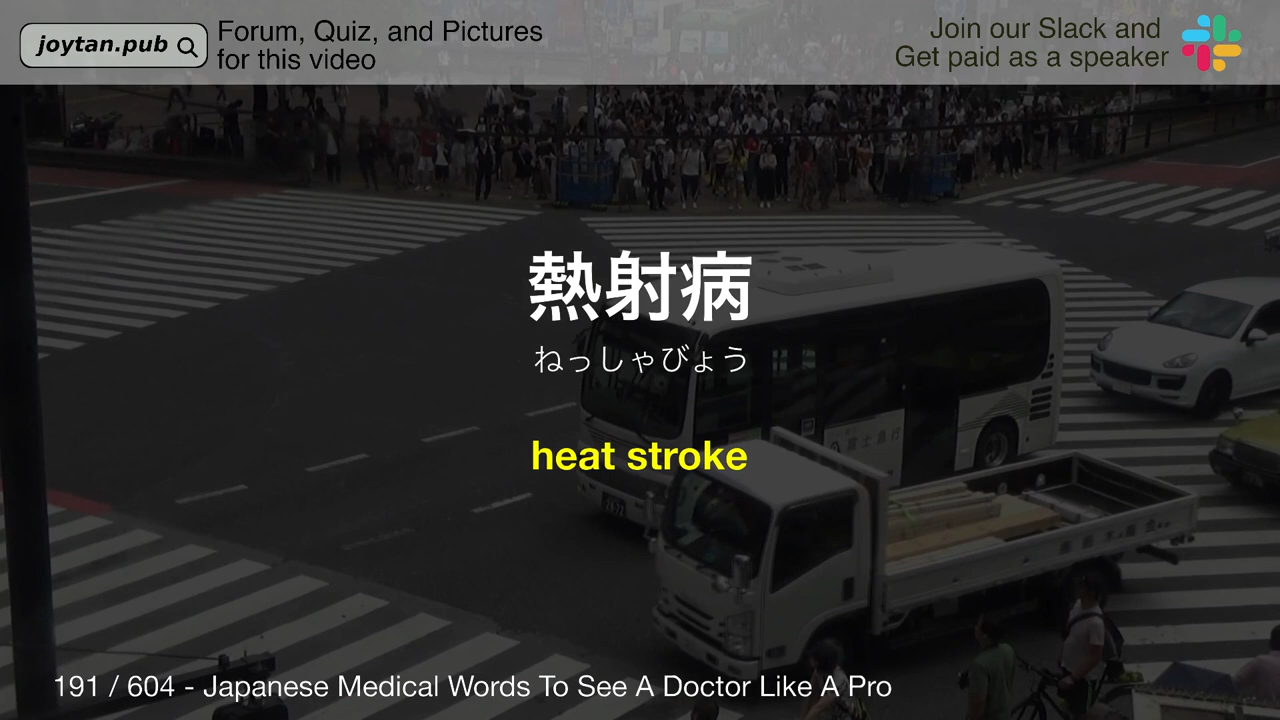 joytan.pub
Forum, Quiz, and Pictures
for this video
Join our Slack and
Get paid as a speaker
熱射病
ねっしゃびょう
heat stroke
191 / 604 - Japanese Medical Words To See A Doctor Like A Pro